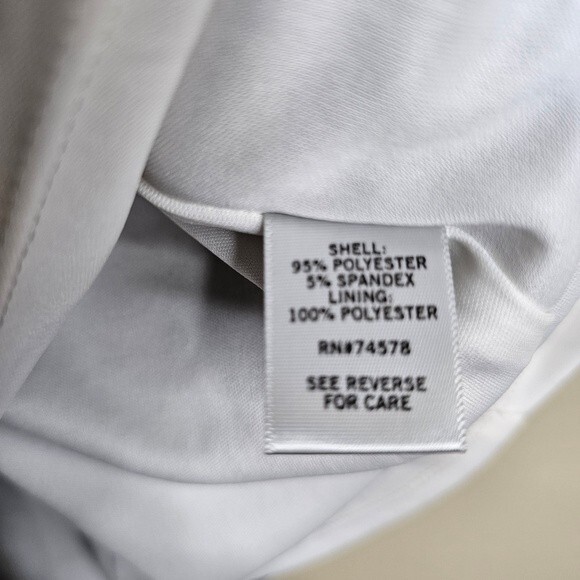 SHELL:
95% POLYESTER
5% SPANDEX
LINING:
100% POLYESTER
RN#74578
SEE REVERSE
FOR CARE